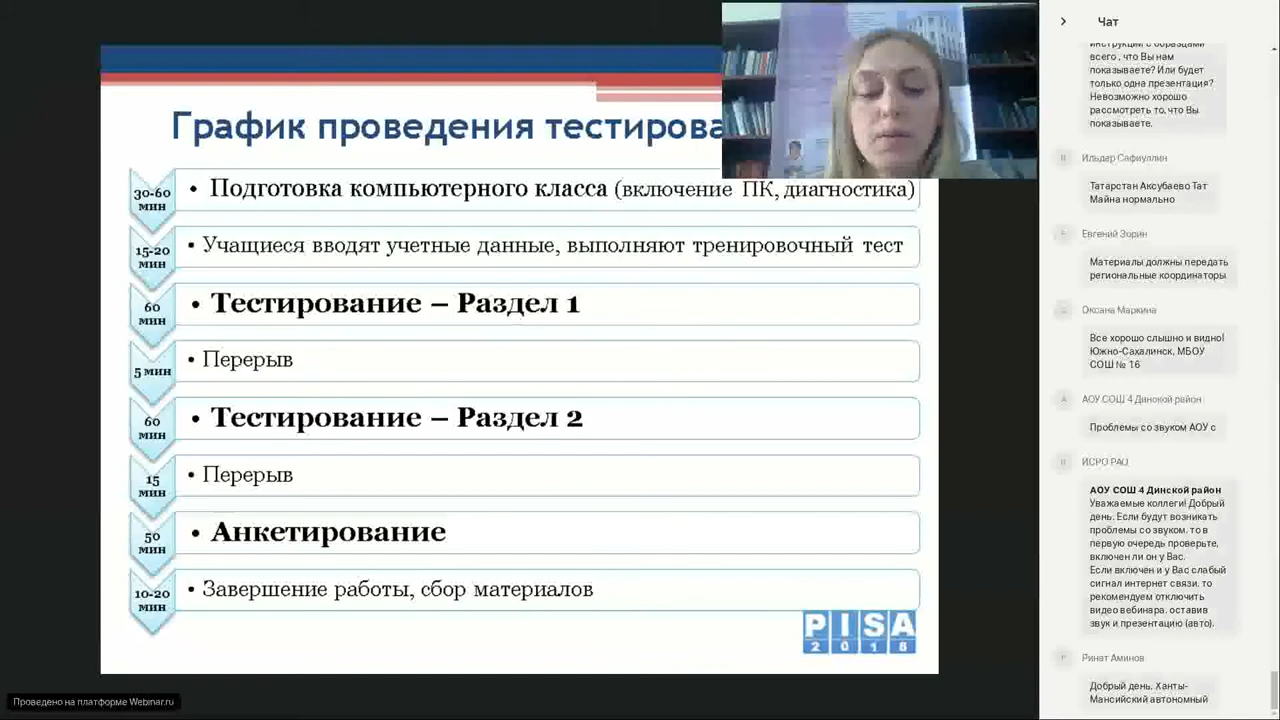 График проведения тестирова
30-60 мин
• Подготовка компьютерного класса (включение ПК, диагностика)
15-20 мин
• Учащиеся вводят учетные данные, выполняют тренировочный тест
60 мин
• Тестирование – Раздел 1
5 мин
• Перерыв
60 мин
• Тестирование – Раздел 2
15 мин
• Перерыв
50 мин
• Анкетирование
10-20 мин
• Завершение работы, сбор материалов
PISA
2018
Проведено на платформе Webinar.ru
Чат
инструкции с образцами
всего , что Вы нам
показываете? Или будет
только одна презентация?
Невозможно хорошо
рассмотреть то, что Вы
показываете.
Ильдар Сафиуллин
Татарстан Аксубаево Тат
Майна нормально
Евгений Зорин
Материалы должны передать
региональные координаторы
Оксана Маркина
Все хорошо слышно и видно!
Южно-Сахалинск, МБОУ
СОШ № 16
АОУ СОШ 4 Динской район
Проблемы со звуком АОУ с
ИСРО РАО
АОУ СОШ 4 Динской район
Уважаемые коллеги! Добрый
день. Если будут возникать
проблемы со звуком, то в
первую очередь проверьте,
включен ли он у Вас.
Если включен и у Вас слабый
сигнал интернет связи, то
рекомендуем отключить
видео вебинара, оставив
звук и презентацию (авто).
Ринат Аминов
Добрый день. Ханты-
Мансийский автономный